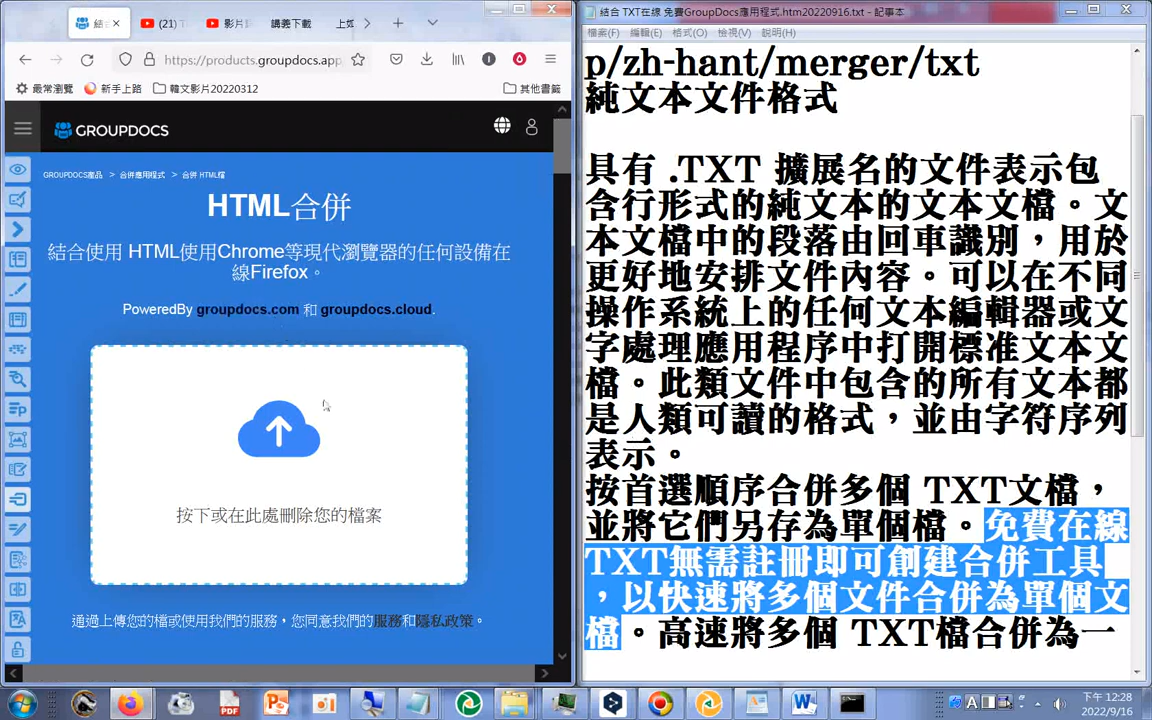 結合
(21) T
影片
講義下載
上如
https://products.groupdocs.app
最常瀏覽
新手上路
韓文影片20220312
其他書籤
GROUPDOCS
GROUPDOCS產品 > 合併應用程式 > 合併 HTML檔
HTML合併
結合使用 HTML使用Chrome等現代瀏覽器的任何設備在
線Firefox。
PoweredBy groupdocs.com 和 groupdocs.cloud.
按下或在此處刪除您的檔案
通過上傳您的檔或使用我們的服務，您同意我們的服務和隱私政策。
結合 TXT在線 免費GroupDocs應用程式.htm20220916.txt - 記事本
檔案(F) 編輯(E) 格式(O) 檢視(V) 說明(H)
p/zh-hant/merger/txt
純文本文件格式
具有 .TXT 擴展名的文件表示包
含行形式的純文本的文本文檔。文
本文檔中的段落由回車識別，用於
更好地安排文件內容。可以在不同
操作系統上的任何文本編輯器或文
字處理應用程序中打開標准文本文
檔。此類文件中包含的所有文本都
是人類可讀的格式，並由字符序列
表示。
按首選順序合併多個 TXT文檔，
並將它們另存為單個檔。免費在線
TXT無需註冊即可創建合併工具
，以快速將多個文件合併為單個文
檔。高速將多個 TXT檔合併為一
下午 12:28
2022/9/16